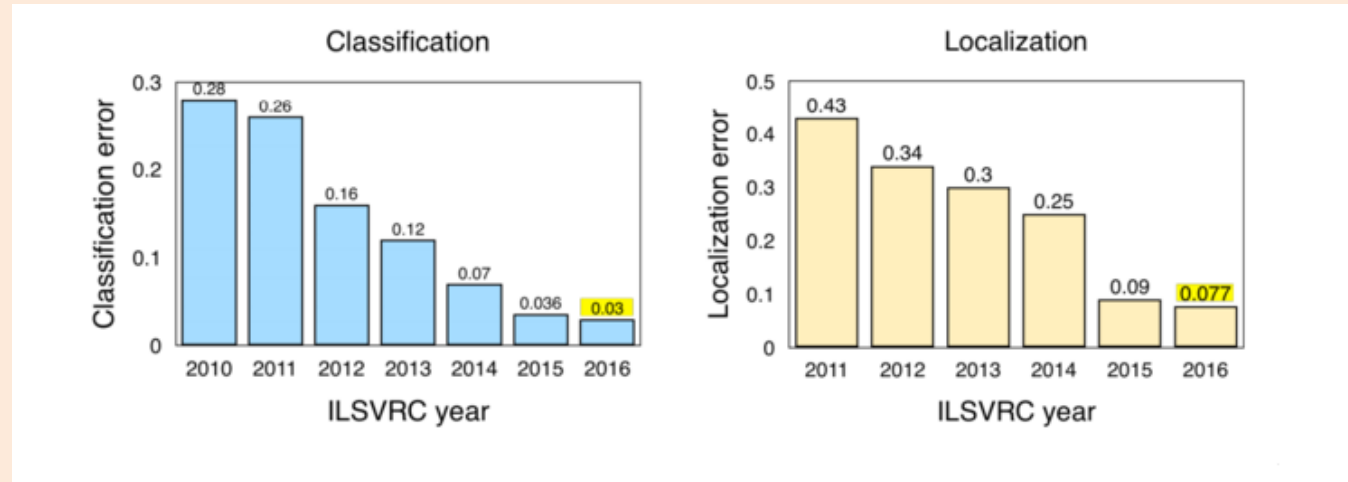 Classification
Classification error
0.3
0.2
0.1
0
0.28
0.26
0.16
0.12
0.07
0.036
0.03
2010 2011 2012 2013 2014 2015 2016
ILSVRC year
Localization
Localization error
0.5
0.4
0.3
0.2
0.1
0
0.43
0.34
0.3
0.25
0.09
0.077
2011 2012 2013 2014 2015 2016
ILSVRC year